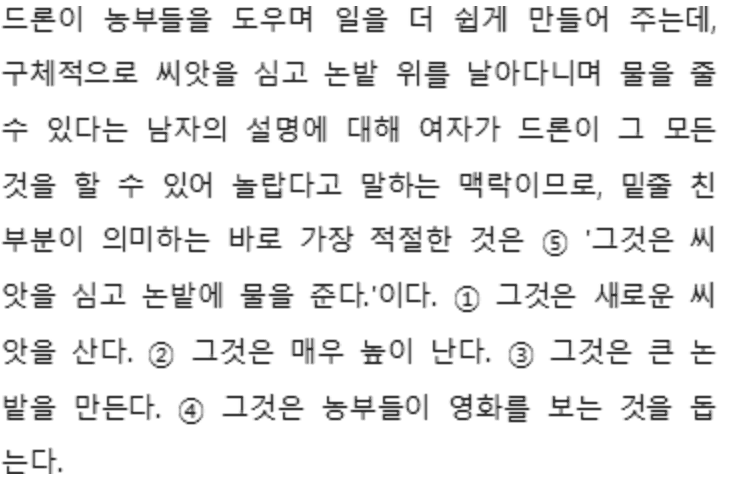 드론이 농부들을 도우며 일을 더 쉽게 만들어 주는데,
구체적으로 씨앗을 심고 논밭 위를 날아다니며 물을 줄
수 있다는 남자의 설명에 대해 여자가 드론이 그 모든
것을 할 수 있어 놀랍다고 말하는 맥락이므로, 밑줄 친
부분이 의미하는 바로 가장 적절한 것은 ⑤ '그것은 씨
앗을 심고 논밭에 물을 준다.'이다. ① 그것은 새로운 씨
앗을 산다. ② 그것은 매우 높이 난다. ③ 그것은 큰 논
밭을 만든다. ④ 그것은 농부들이 영화를 보는 것을 돕
는다.